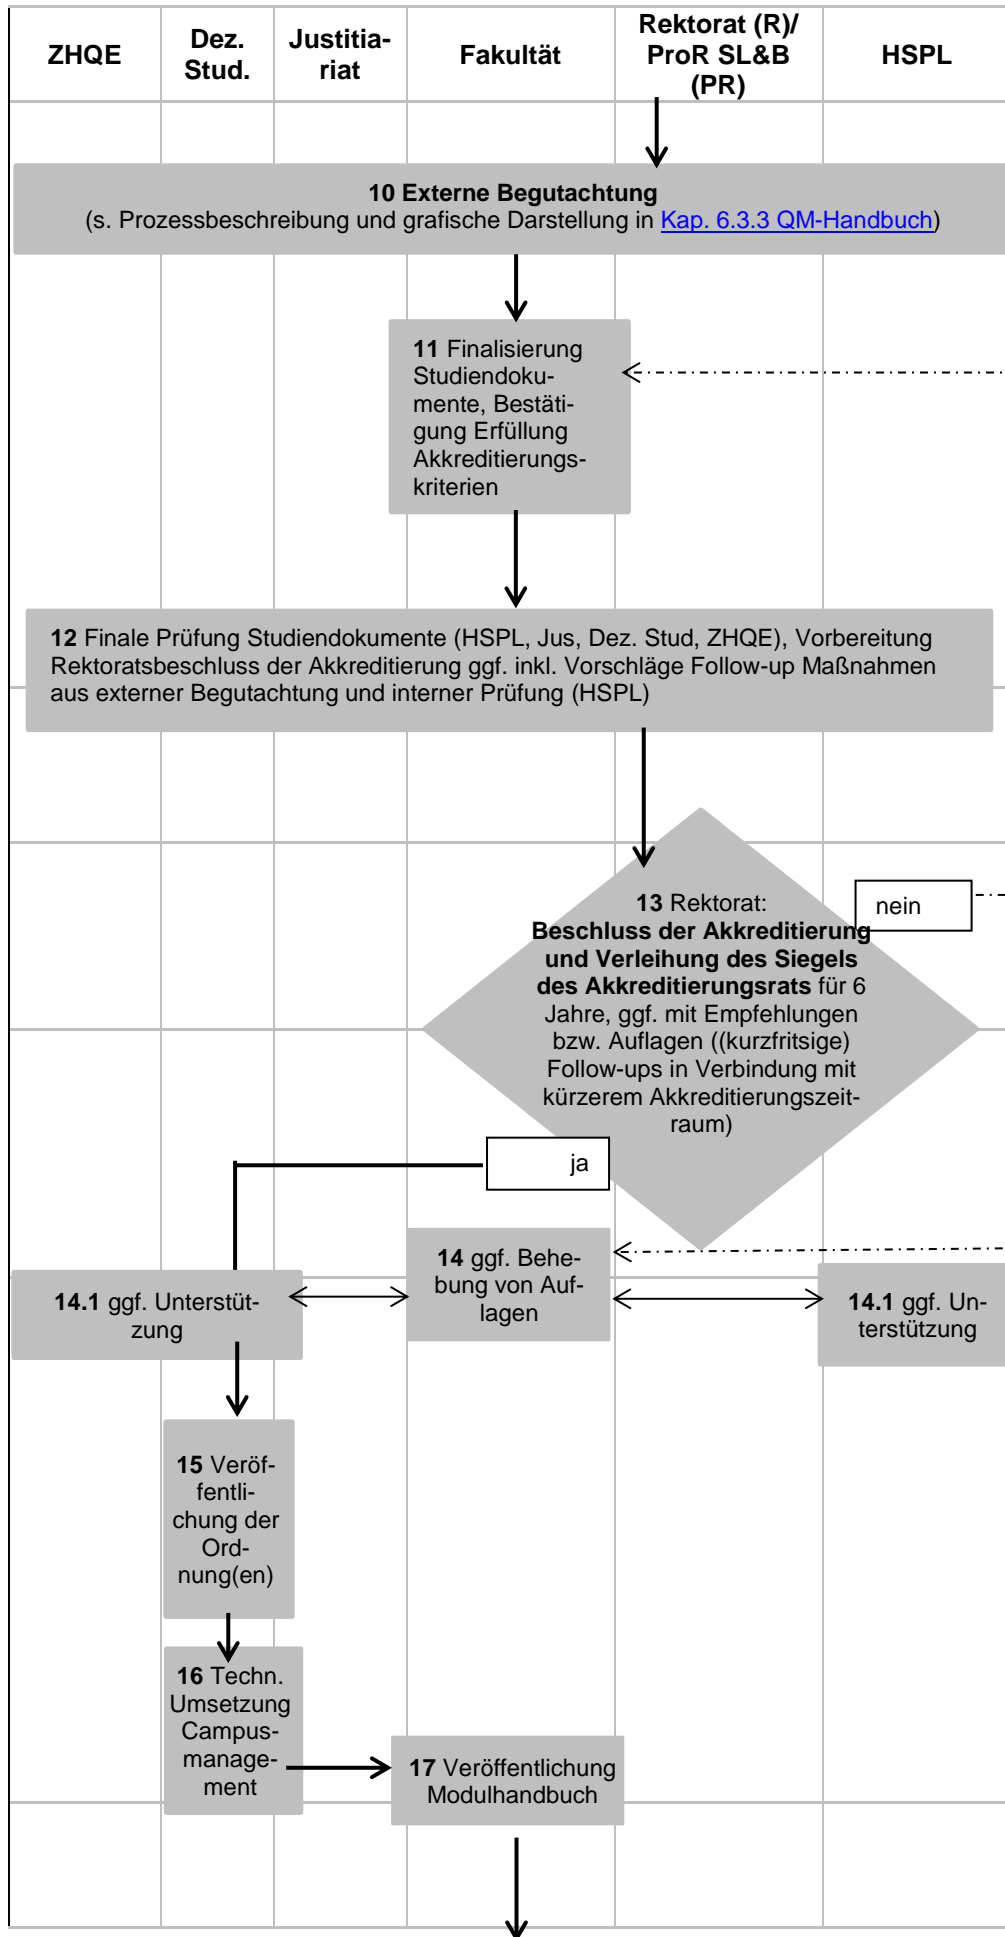 ZHQE
Dez.
Stud.
Justitia-
riat
Fakultät
Rektorat (R)/
ProR SL&B
(PR)
HSPL
10 Externe Begutachtung
(s. Prozessbeschreibung und grafische Darstellung in Kap. 6.3.3 QM-Handbuch)
11 Finalisierung
Studiendoku-
mente, Bestäti-
gung Erfüllung
Akkreditierungs-
kriterien
12 Finale Prüfung Studiendokumente (HSPL, Jus, Dez. Stud, ZHQE), Vorbereitung
Rektoratsbeschluss der Akkreditierung ggf. inkl. Vorschläge Follow-up Maßnahmen
aus externer Begutachtung und interner Prüfung (HSPL)
13 Rektorat:
Beschluss der Akkreditierung
und Verleihung des Siegels
des Akkreditierungsrats für 6
Jahre, ggf. mit Empfehlungen
bzw. Auflagen ((kurzfritsige)
Follow-ups in Verbindung mit
kürzerem Akkreditierungszeit-
raum)
nein
ja
14 ggf. Behe-
bung von Auf-
lagen
14.1 ggf. Unterstüt-
zung
14.1 ggf. Un-
terstützung
15 Veröf-
fentli-
chung der
Ord-
nung(en)
16 Techn.
Umsetzung
Campus-
manage-
ment
17 Veröffentlichung
Modulhandbuch